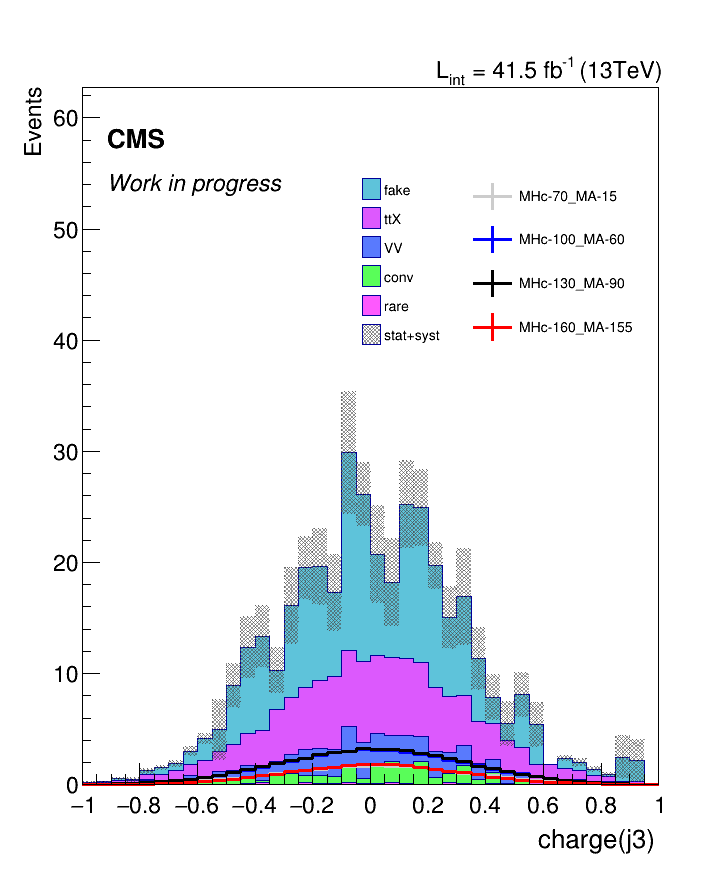 L_int = 41.5 fb^-1 (13TeV)
Events
CMS
Work in progress
fake
ttX
VV
conv
rare
stat+syst
MHc-70_MA-15
MHc-100_MA-60
MHc-130_MA-90
MHc-160_MA-155
60
50
40
30
20
10
0
−1 −0.8 −0.6 −0.4 −0.2 0 0.2 0.4 0.6 0.8 1
charge(j3)